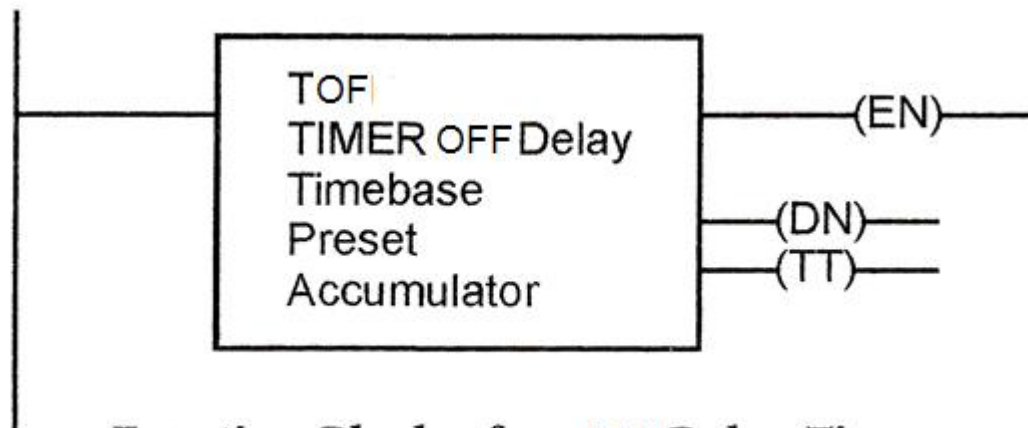 TOF
TIMER OFF Delay
Timebase
Preset
Accumulator
(EN)
(DN)
(TT)